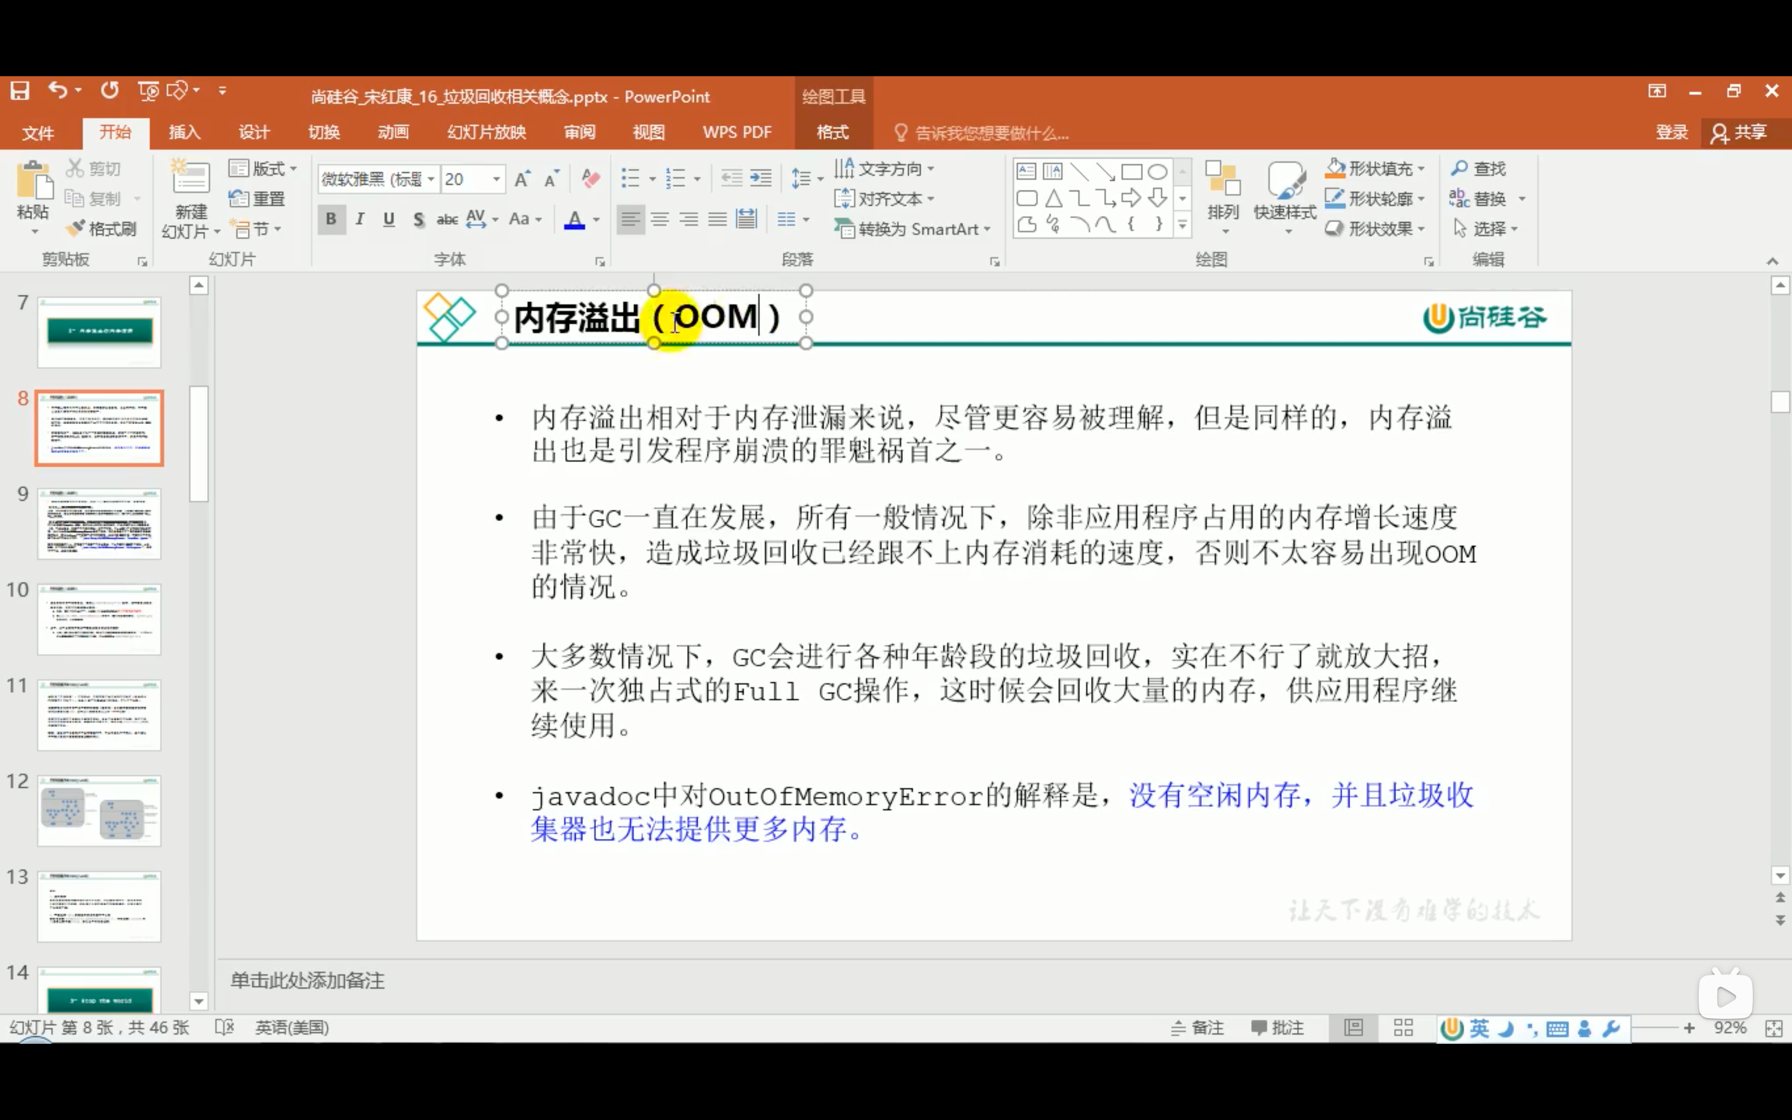 尚硅谷_宋红康_16_垃圾回收相关概念.pptx - PowerPoint
绘图工具
文件 开始 插入 设计 切换 动画 幻灯片放映 审阅 视图 WPS PDF 格式 告诉我您想要做什么... 登录 共享
粘贴 剪切 复制 格式刷
新建幻灯片 版式 重置 节
微软雅黑 (标题 20
B I U S abc AV Aa A
文字方向 对齐文本 转换为 SmartArt
排列 快速样式 形状填充 形状轮廓 形状效果
查找 替换 选择
剪贴板 幻灯片 字体 段落 绘图 编辑
7
8
9
10
11
12
13
14
3- Stop the World
内存溢出（OOM）
尚硅谷
• 内存溢出相对于内存泄漏来说，尽管更容易被理解，但是同样的，内存溢
出也是引发程序崩溃的罪魁祸首之一。
• 由于GC一直在发展，所有一般情况下，除非应用程序占用的内存增长速度
非常快，造成垃圾回收已经跟不上内存消耗的速度，否则不太容易出现OOM
的情况。
• 大多数情况下，GC会进行各种年龄段的垃圾回收，实在不行了就放大招，
来一次独占式的Full GC操作，这时候会回收大量的内存，供应用程序继
续使用。
• javadoc中对OutOfMemoryError的解释是，没有空闲内存，并且垃圾收
集器也无法提供更多内存。
让天下没有难学的技术
单击此处添加备注
幻灯片 第 8 张，共 46 张 英语(美国) 备注 批注 英 92%